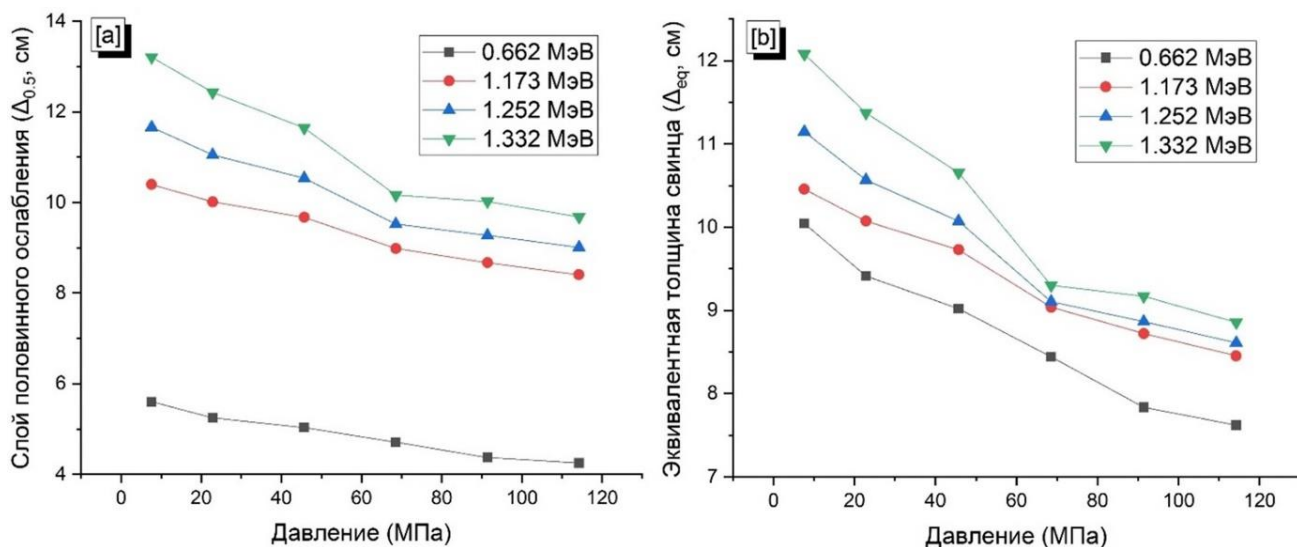 [a]
Слой половинного ослабления (Δ0.5, см)
14
12
10
8
6
4
0.662 МэВ
1.173 МэВ
1.252 МэВ
1.332 МэВ
0 20 40 60 80 100 120
Давление (МПа)
[b]
Эквивалентная толщина свинца (Δeq, см)
12
11
10
9
8
7
0.662 МэВ
1.173 МэВ
1.252 МэВ
1.332 МэВ
0 20 40 60 80 100 120
Давление (МПа)